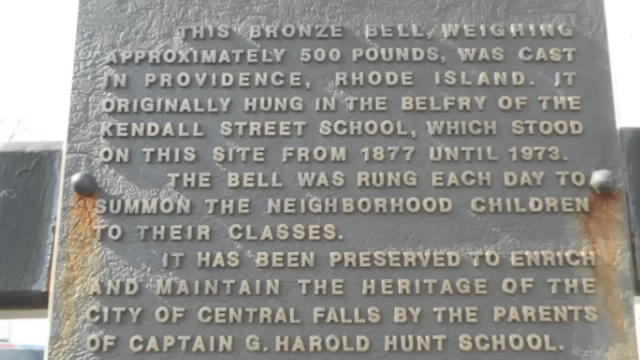 THIS BRONZE BELL, WEIGHING
APPROXIMATELY 500 POUNDS, WAS CAST
IN PROVIDENCE, RHODE ISLAND. IT
ORIGINALLY HUNG IN THE BELFRY OF THE
KENDALL STREET SCHOOL, WHICH STOOD
ON THIS SITE FROM 1877 UNTIL 1973.
THE BELL WAS RUNG EACH DAY TO
SUMMON THE NEIGHBORHOOD CHILDREN
TO THEIR CLASSES.
IT HAS BEEN PRESERVED TO ENRICH
AND MAINTAIN THE HERITAGE OF THE
CITY OF CENTRAL FALLS BY THE PARENTS
OF CAPTAIN G. HAROLD HUNT SCHOOL.